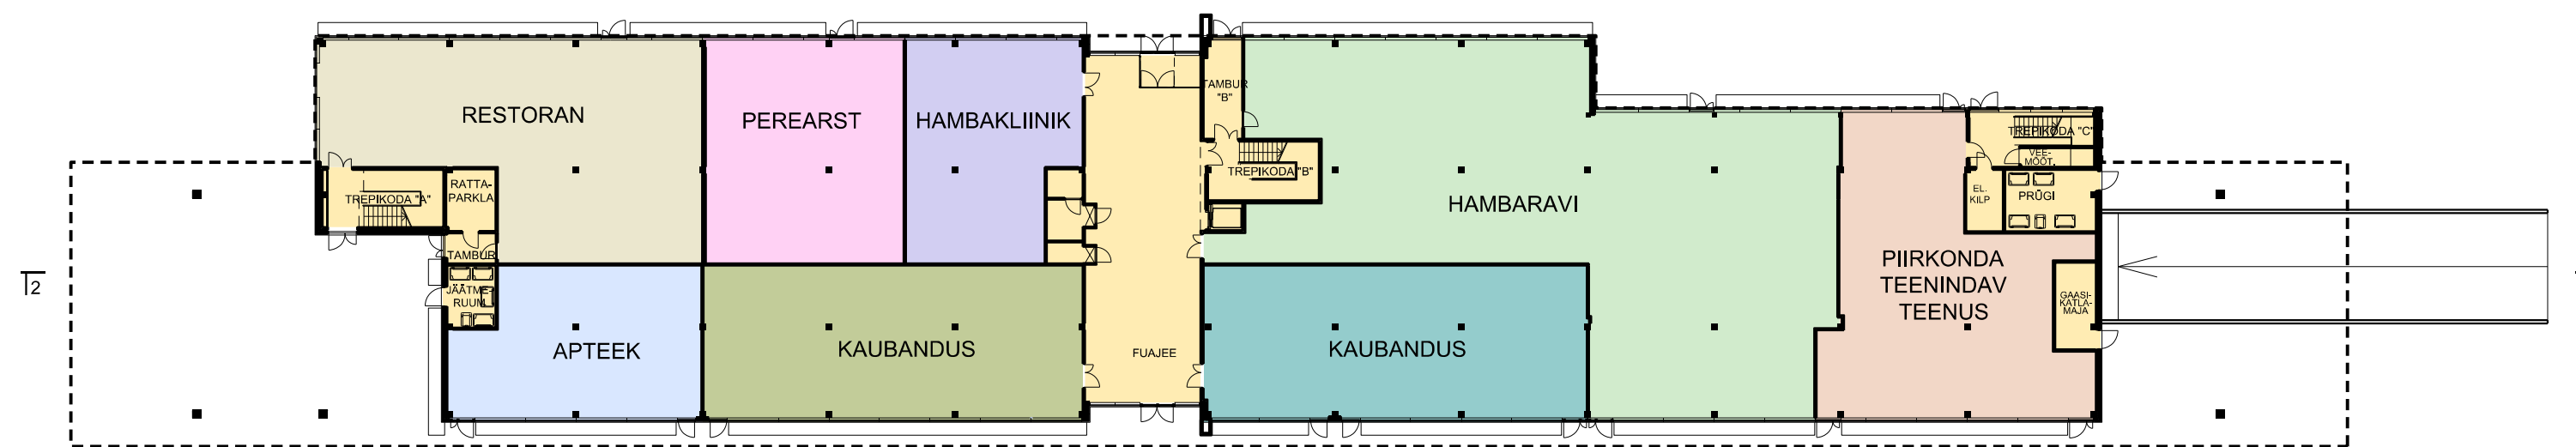 RESTORAN
PEREARST
HAMBAKLIINIK
TAMBUR
"B"
TREPIKODA "C"
VEE-
MÕÕT.
TREPIKODA "A"
RATTA-
PARKLA
TREPIKODA "B"
HAMBARAVI
EL.
KILP
PRÜGI
TAMBUR
PIIRKONDA
TEENINDAV
TEENUS
2
JÄÄTME-
RUUM
GAASI-
KATLA-
MAJA
APTEEK
KAUBANDUS
FUAJEE
KAUBANDUS